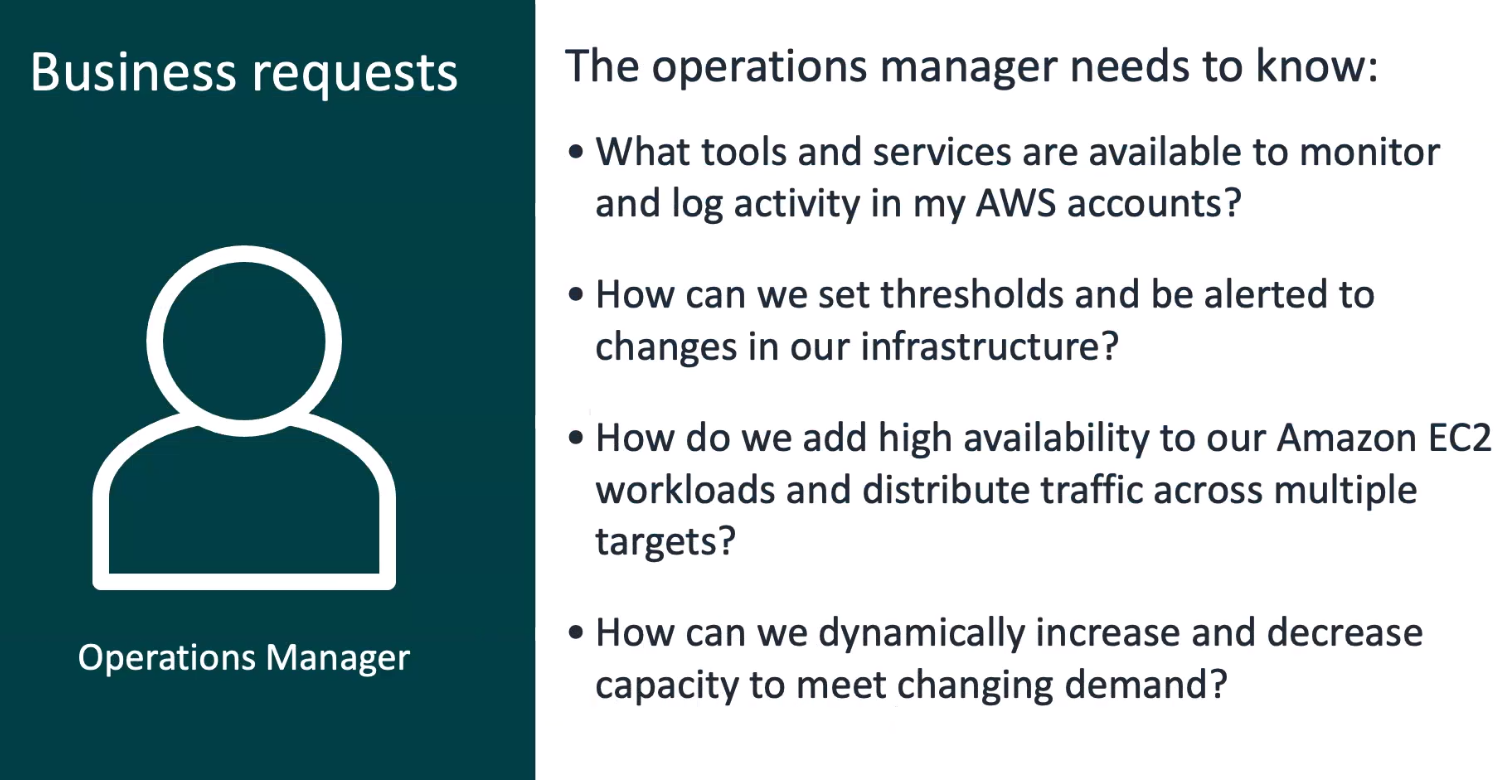 Business requests
Operations Manager
The operations manager needs to know:
• What tools and services are available to monitor
and log activity in my AWS accounts?
• How can we set thresholds and be alerted to
changes in our infrastructure?
• How do we add high availability to our Amazon EC2
workloads and distribute traffic across multiple
targets?
• How can we dynamically increase and decrease
capacity to meet changing demand?